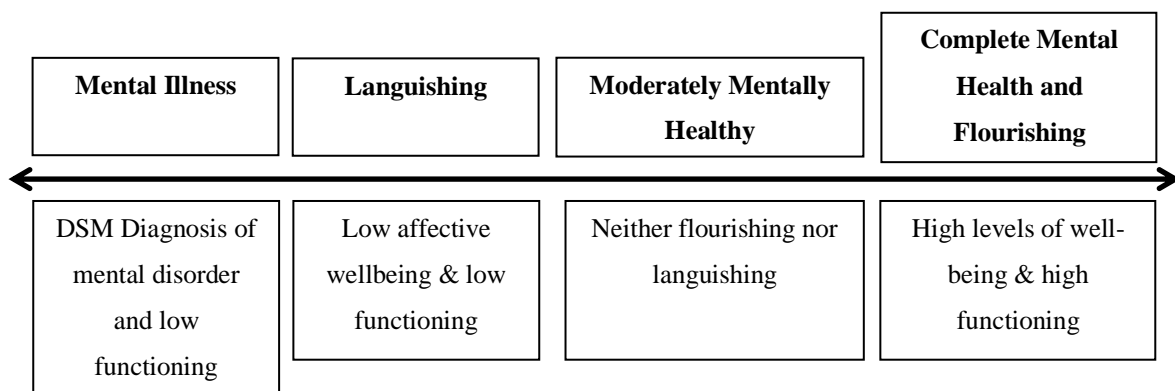 Mental Illness
Languishing
Moderately Mentally
Healthy
Complete Mental
Health and
Flourishing
DSM Diagnosis of
mental disorder
and low
functioning
Low affective
wellbeing & low
functioning
Neither flourishing nor
languishing
High levels of well-
being & high
functioning